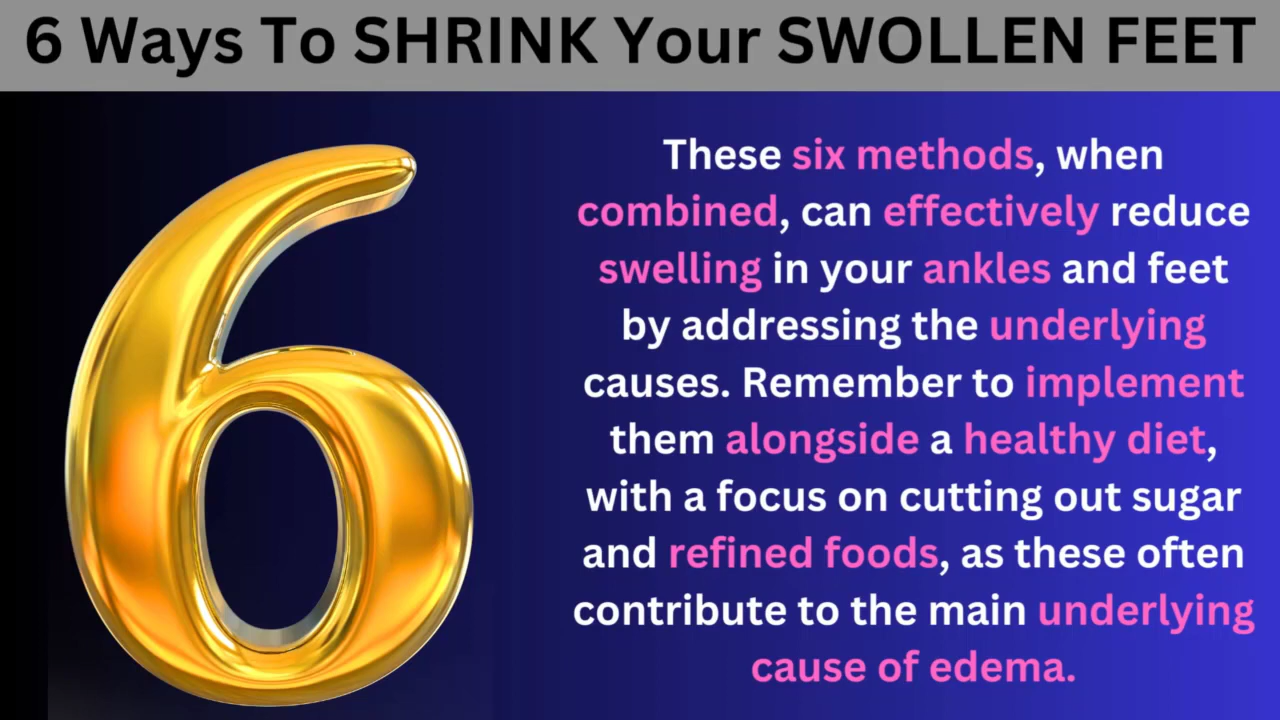 6 Ways To SHRINK Your SWOLLEN FEET
6
These six methods, when
combined, can effectively reduce
swelling in your ankles and feet
by addressing the underlying
causes. Remember to implement
them alongside a healthy diet,
with a focus on cutting out sugar
and refined foods, as these often
contribute to the main underlying
cause of edema.